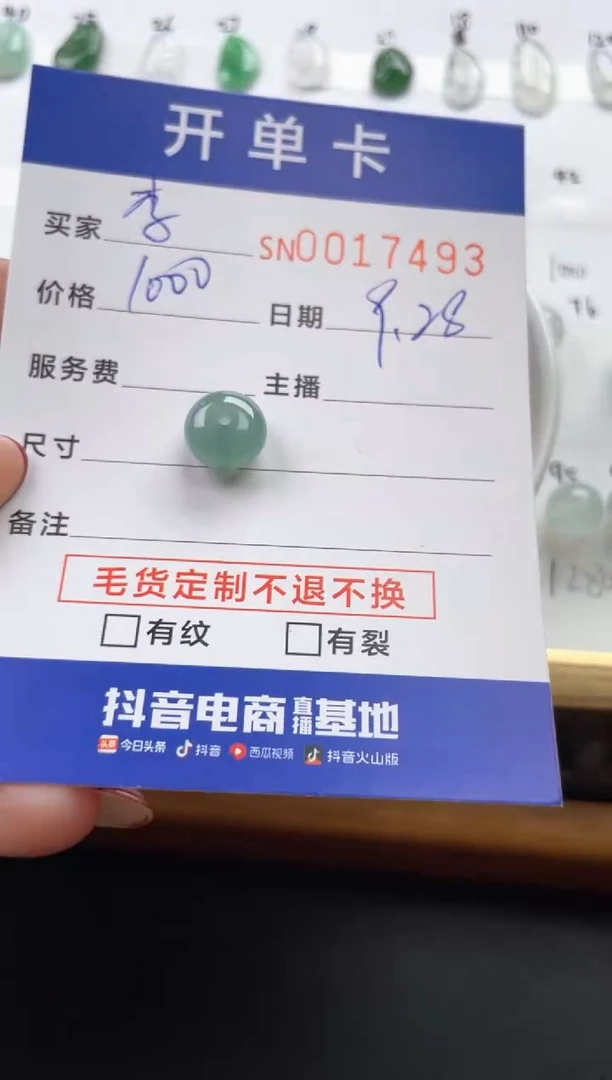 开单卡
买家 李 SN0017493
价格 1000 日期 9.28
服务费 主播
尺寸
备注
毛货定制不退不换
有纹 有裂
抖音电商直播基地
头条 今日头条 抖音 西瓜视频 抖音火山版